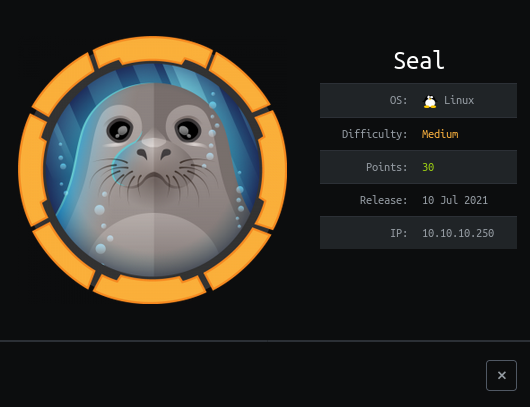 Seal
OS: Linux
Difficulty: Medium
Points: 30
Release: 10 Jul 2021
IP: 10.10.10.250